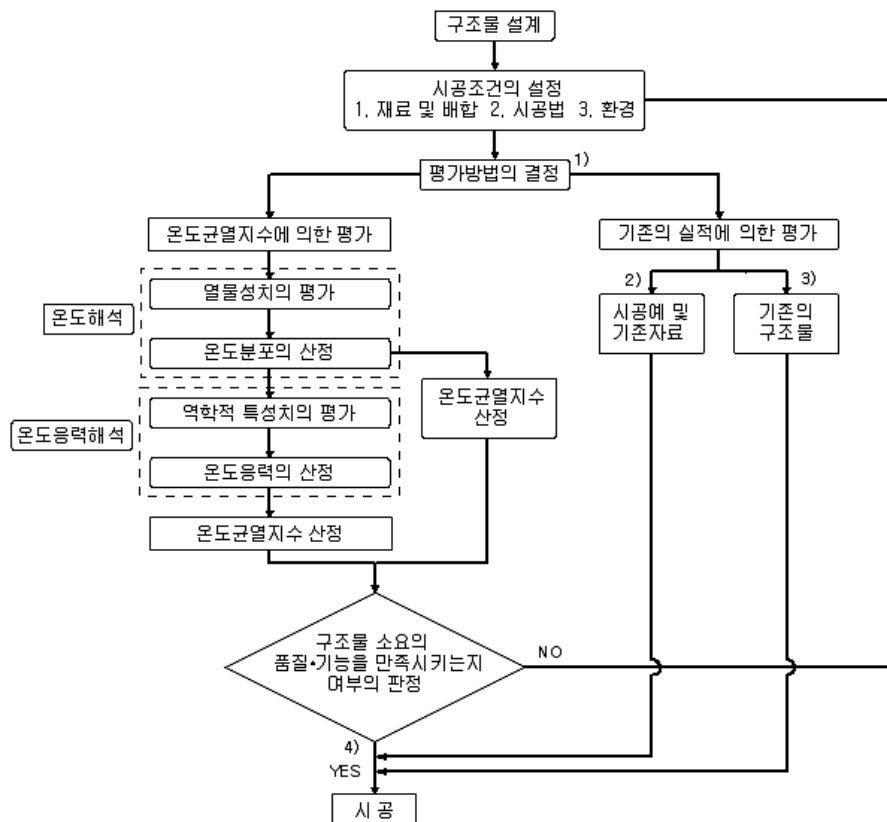 구조물 설계
시공조건의 설정
1, 재료 및 배합 2, 시공법 3, 환경
평가방법의 결정
1)
온도균열지수에 의한 평가
기존의 실적에 의한 평가
열물성치의 평가
2)
3)
온도해석
시공예 및
기존자료
기존의
구조물
온도분포의 산정
온도균열지수
산정
역학적 특성치의 평가
온도응력해석
온도응력의 산정
온도균열지수 산정
구조물 소요의
품질•기능을 만족시키는지
여부의 판정
NO
4)
YES
시 공